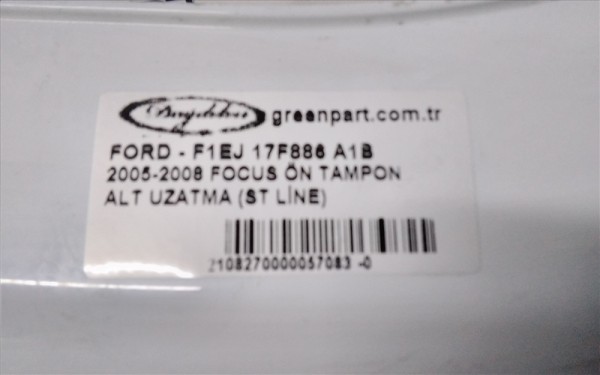 greenpart.com.tr
FORD - F1EJ 17F886 A1B
2005-2008 FOCUS ÖN TAMPON
ALT UZATMA (ST LİNE)
2108270000057083 -0